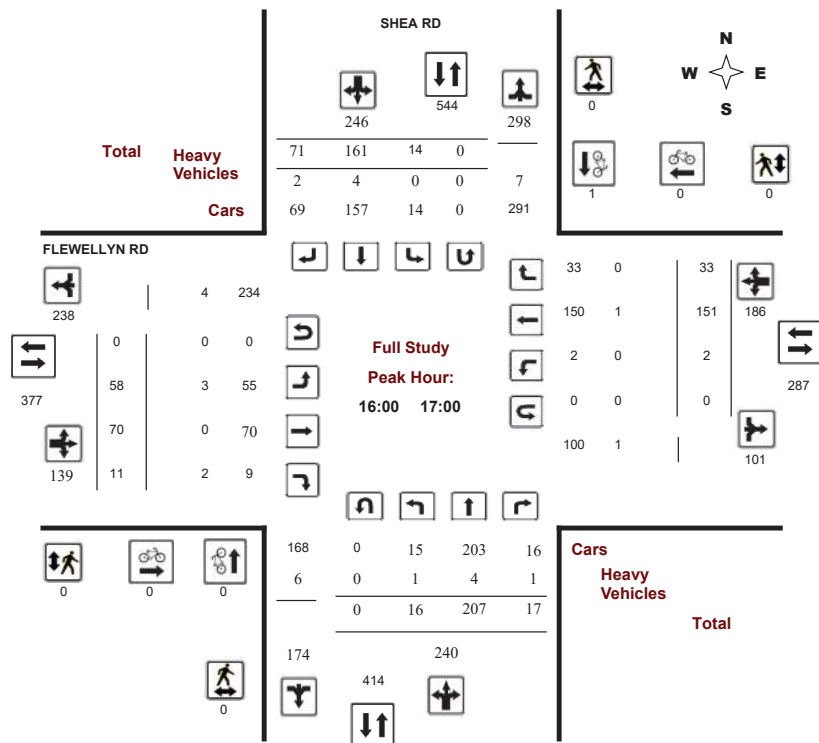 SHEA RD
N
W E
S
544
246 298
0
71 161 14 0
Total Heavy
Vehicles
2 4 0 0 7
1 0 0
Cars 69 157 14 0 291
FLEWELLYN RD
33 0 33
4 234
238
150 1 151 186
0 0 0
Full Study
2 0 2
Peak Hour:
58 3 55
287
377
16:00 17:00
0 0 0
70 0 70
100 1 101
139 11 2 9
168 0 15 203 16 Cars
6 0 1 4 1 Heavy
Vehicles
0 0 0
0 16 207 17
Total
174 240
414
0